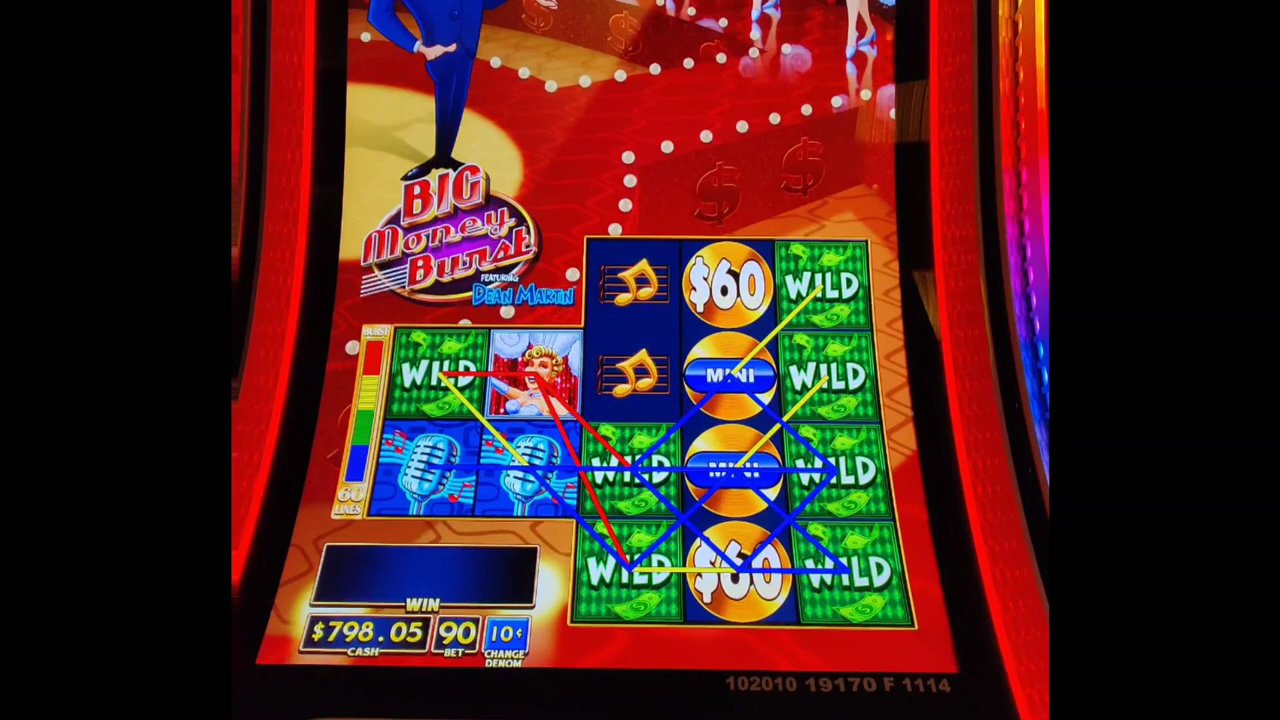 BIG
Money
Burst
FEATURING
DEAN MARTIN
$60 WILD
BURST
WILD MINI WILD
WILD MINI WILD
60
LINES
WILD $60 WILD
WIN
$798.05 90 10¢
CASH BET CHANGE
DENOM
102010 19170 F 1114